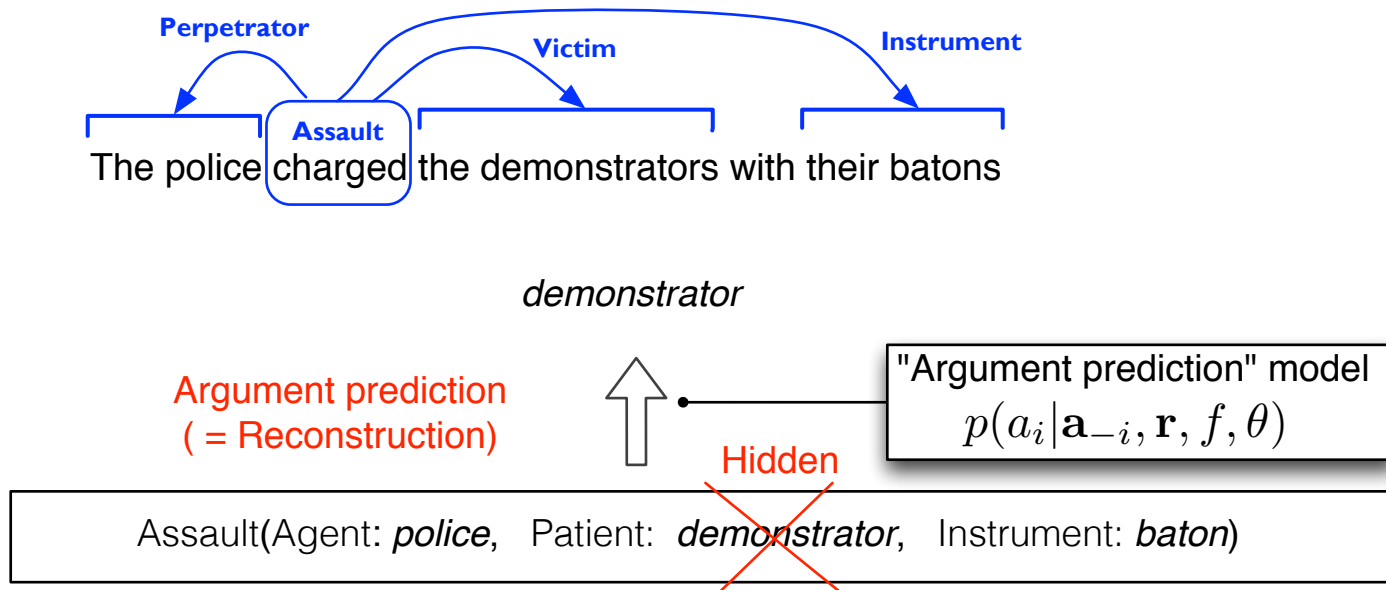 Perpetrator
Victim
Instrument
Assault
The police charged the demonstrators with their batons
demonstrator
Argument prediction
( = Reconstruction)
"Argument prediction" model
p(a_i|𝐚_{−i}, 𝐫, f, θ)
Hidden
Assault(Agent: police, Patient: demonstrator, Instrument: baton)